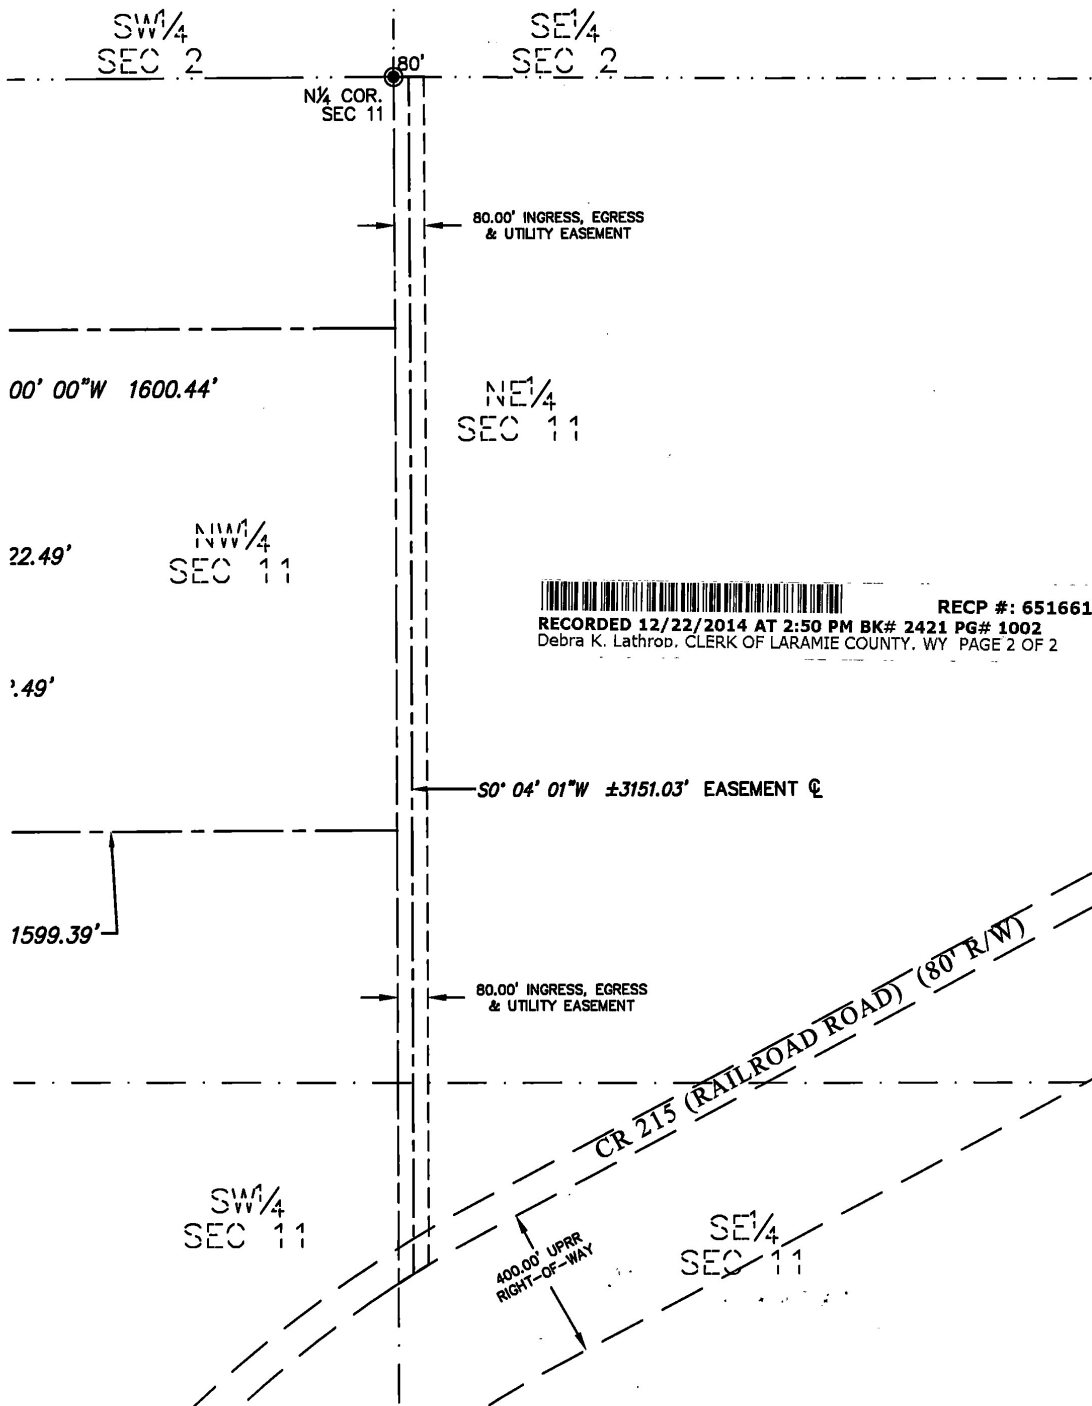 SW1/4
SEC 2
SE1/4
SEC 2
80'
N1/4 COR.
SEC 11
80.00' INGRESS, EGRESS
& UTILITY EASEMENT
00' 00"W 1600.44'
NE1/4
SEC 11
NW1/4
SEC 11
22.49'
RECP #: 651661
RECORDED 12/22/2014 AT 2:50 PM BK# 2421 PG# 1002
Debra K. Lathrop, CLERK OF LARAMIE COUNTY, WY PAGE 2 OF 2
.49'
S0° 04' 01"W ±3151.03' EASEMENT ℄
1599.39'
80.00' INGRESS, EGRESS
& UTILITY EASEMENT
CR 215 (RAILROAD ROAD) (80' R/W)
SW1/4
SEC 11
400.00' UPRR
RIGHT-OF-WAY
SE1/4
SEC 11